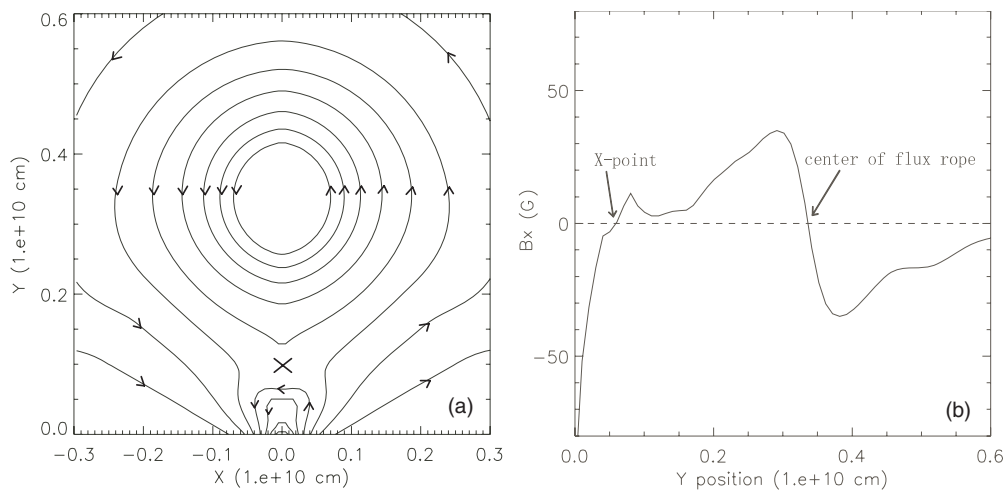 0.6
0.4
0.2
0.0
Y (1.e+10 cm)
-0.3 -0.2 -0.1 0.0 0.1 0.2 0.3
X (1.e+10 cm)
(a)
50
0
-50
Bx (G)
X-point
center of flux rope
(b)
0.0 0.2 0.4 0.6
Y position (1.e+10 cm)